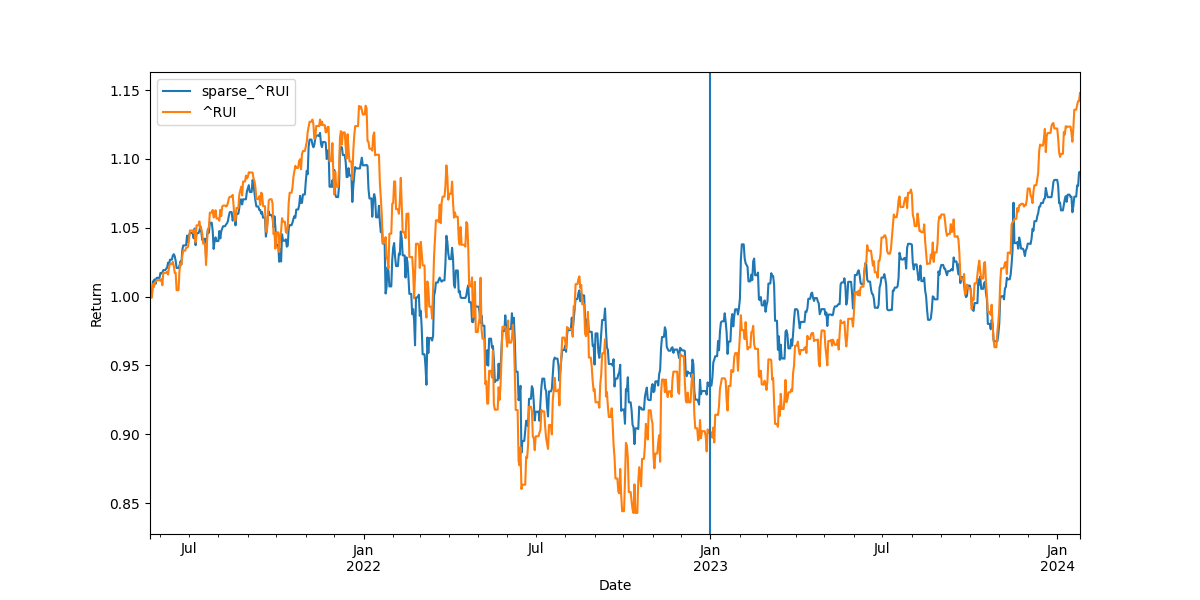 sparse_^RUI
^RUI
1.15
1.10
1.05
1.00
0.95
0.90
0.85
Return
Jul
Jan
2022
Jul
Jan
2023
Jul
Jan
2024
Date